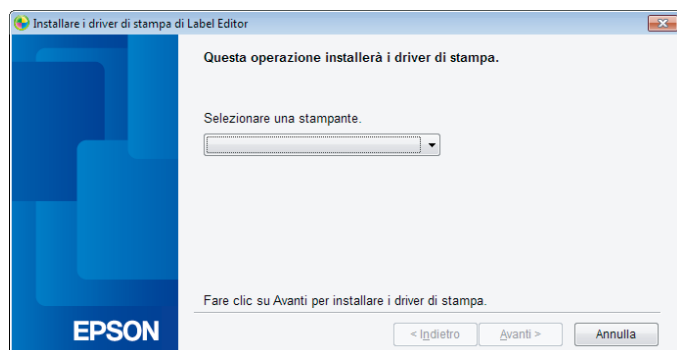 Installare i driver di stampa di Label Editor
Questa operazione installerà i driver di stampa.
Selezionare una stampante.
Fare clic su Avanti per installare i driver di stampa.
EPSON
< Indietro
Avanti >
Annulla